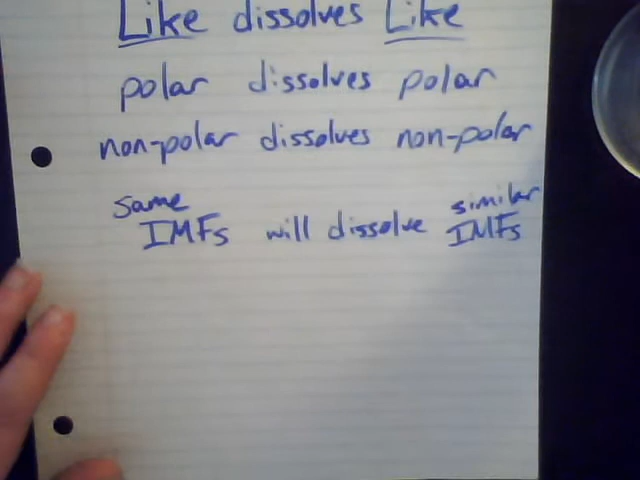 Like dissolves Like
polar dissolves polar
non-polar dissolves non-polar
same similar
IMFs will dissolve IMFs